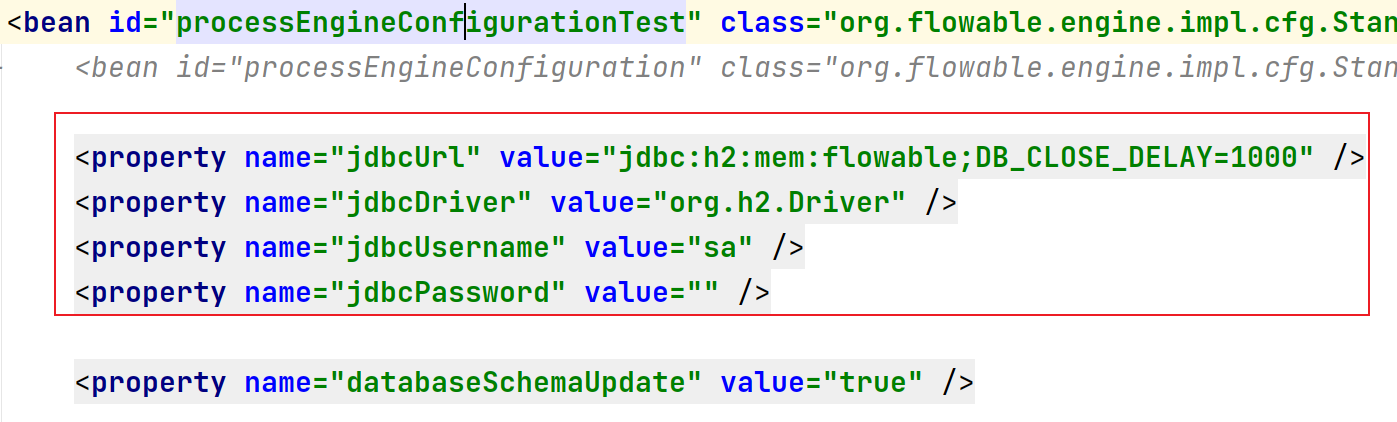 <bean id="processEngineConfigurationTest" class="org.flowable.engine.impl.cfg.Stan
<bean id="processEngineConfiguration" class="org.flowable.engine.impl.cfg.Stan
<property name="jdbcUrl" value="jdbc:h2:mem:flowable;DB_CLOSE_DELAY=1000" />
<property name="jdbcDriver" value="org.h2.Driver" />
<property name="jdbcUsername" value="sa" />
<property name="jdbcPassword" value="" />
<property name="databaseSchemaUpdate" value="true" />